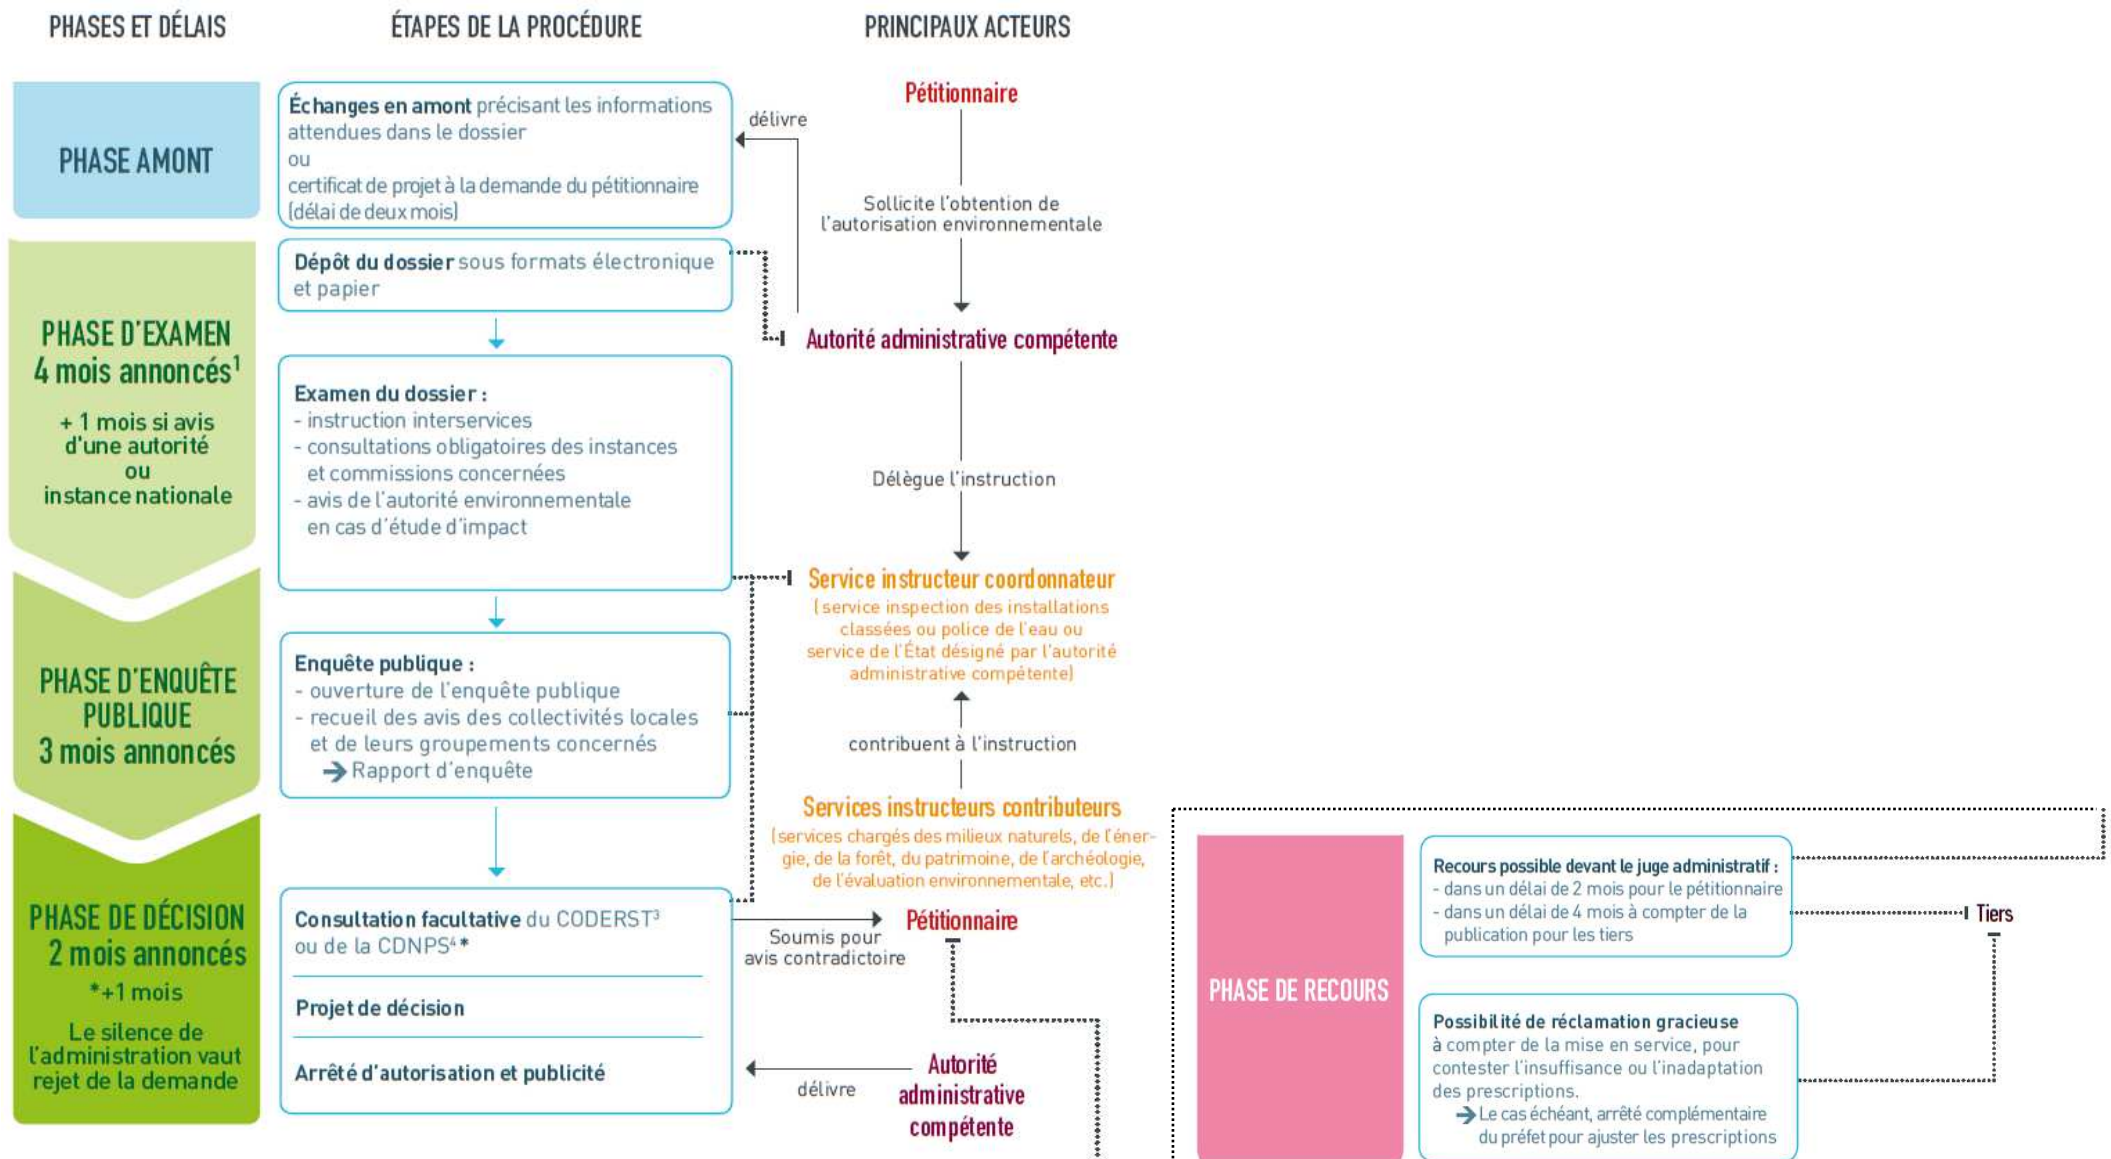 PHASES ET DÉLAIS
ÉTAPES DE LA PROCÉDURE
PRINCIPAUX ACTEURS
PHASE AMONT
Échanges en amont précisant les informations
attendues dans le dossier
ou
certificat de projet à la demande du pétitionnaire
(délai de deux mois)
délivre
Pétitionnaire
Sollicite l'obtention de
l'autorisation environnementale
PHASE D'EXAMEN
4 mois annoncés¹
+ 1 mois si avis
d'une autorité
ou
instance nationale
Dépôt du dossier sous formats électronique
et papier
Autorité administrative compétente
Examen du dossier :
- instruction interservices
- consultations obligatoires des instances
et commissions concernées
- avis de l'autorité environnementale
en cas d'étude d'impact
Délègue l'instruction
Service instructeur coordonnateur
(service inspection des installations
classées ou police de l'eau ou
service de l'État désigné par l'autorité
administrative compétente)
PHASE D'ENQUÊTE
PUBLIQUE
3 mois annoncés
Enquête publique :
- ouverture de l'enquête publique
- recueil des avis des collectivités locales
et de leurs groupements concernés
➔ Rapport d'enquête
contribuent à l'instruction
Services instructeurs contributeurs
(services chargés des milieux naturels, de l'éner-
gie, de la forêt, du patrimoine, de l'archéologie,
de l'évaluation environnementale, etc.)
PHASE DE DÉCISION
2 mois annoncés
*+1 mois
Le silence de
l'administration vaut
rejet de la demande
Consultation facultative du CODERST³
ou de la CDNPS⁴*
Projet de décision
Arrêté d'autorisation et publicité
Soumis pour
avis contradictoire
Pétitionnaire
délivre
Autorité
administrative
compétente
PHASE DE RECOURS
Recours possible devant le juge administratif :
- dans un délai de 2 mois pour le pétitionnaire
- dans un délai de 4 mois à compter de la
publication pour les tiers
Tiers
Possibilité de réclamation gracieuse
à compter de la mise en service, pour
contester l'insuffisance ou l'inadaptation
des prescriptions.
➔ Le cas échéant, arrêté complémentaire
du préfet pour ajuster les prescriptions